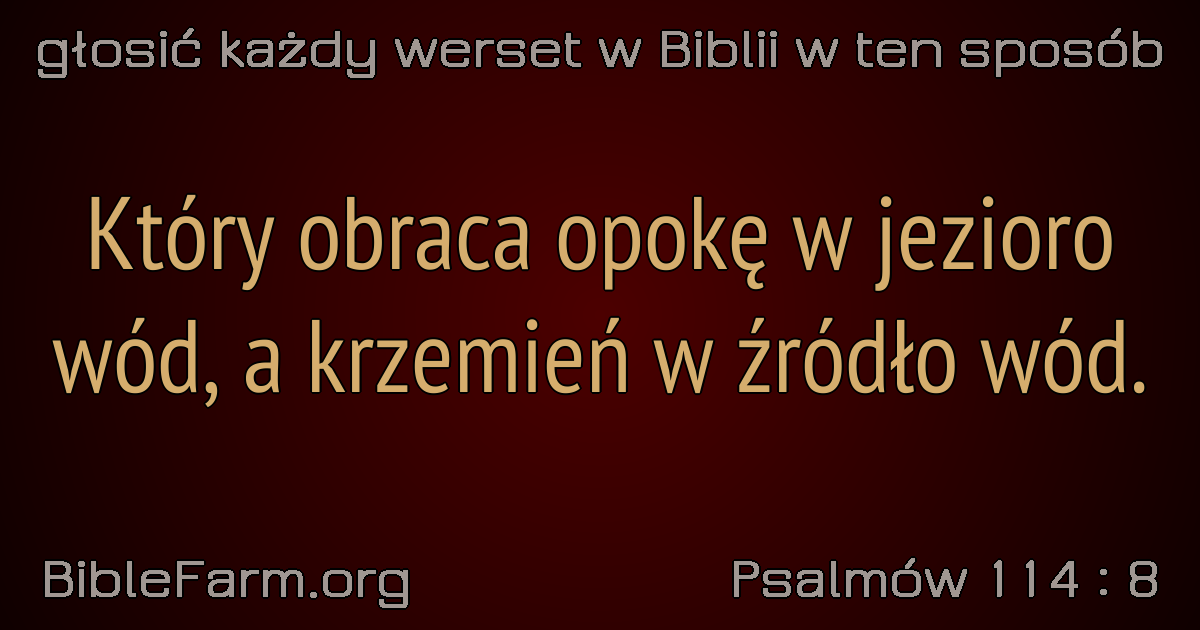 głosić każdy werset w Biblii w ten sposób
Który obraca opokę w jezioro
wód, a krzemień w źródło wód.
BibleFarm.org
Psalmów 114 : 8